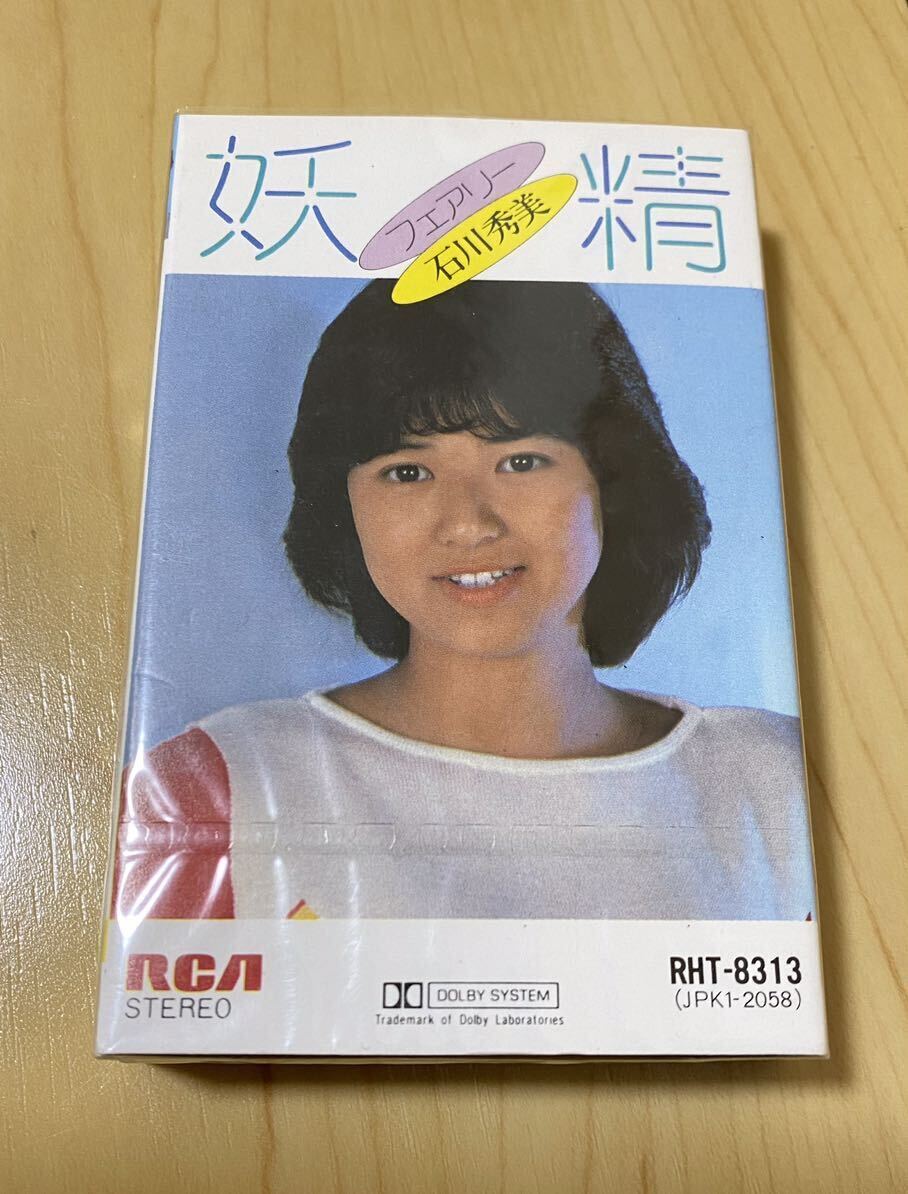 妖精
フェアリー
石川秀美
RCA
STEREO
DOLBY SYSTEM
Trademark of Dolby Laboratories
RHT-8313
(JPK1-2058)